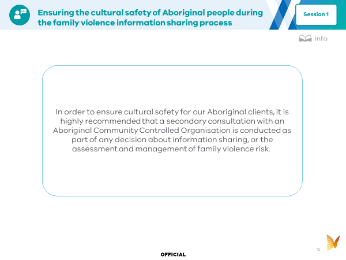 Ensuring the cultural safety of Aboriginal people during
the family violence information sharing process
Session 1
Info
In order to ensure cultural safety for our Aboriginal clients, it is
highly recommended that a secondary consultation with an
Aboriginal Community Controlled Organisation is conducted as
part of any decision about information sharing, or the
assessment and management of family violence risk.
OFFICIAL